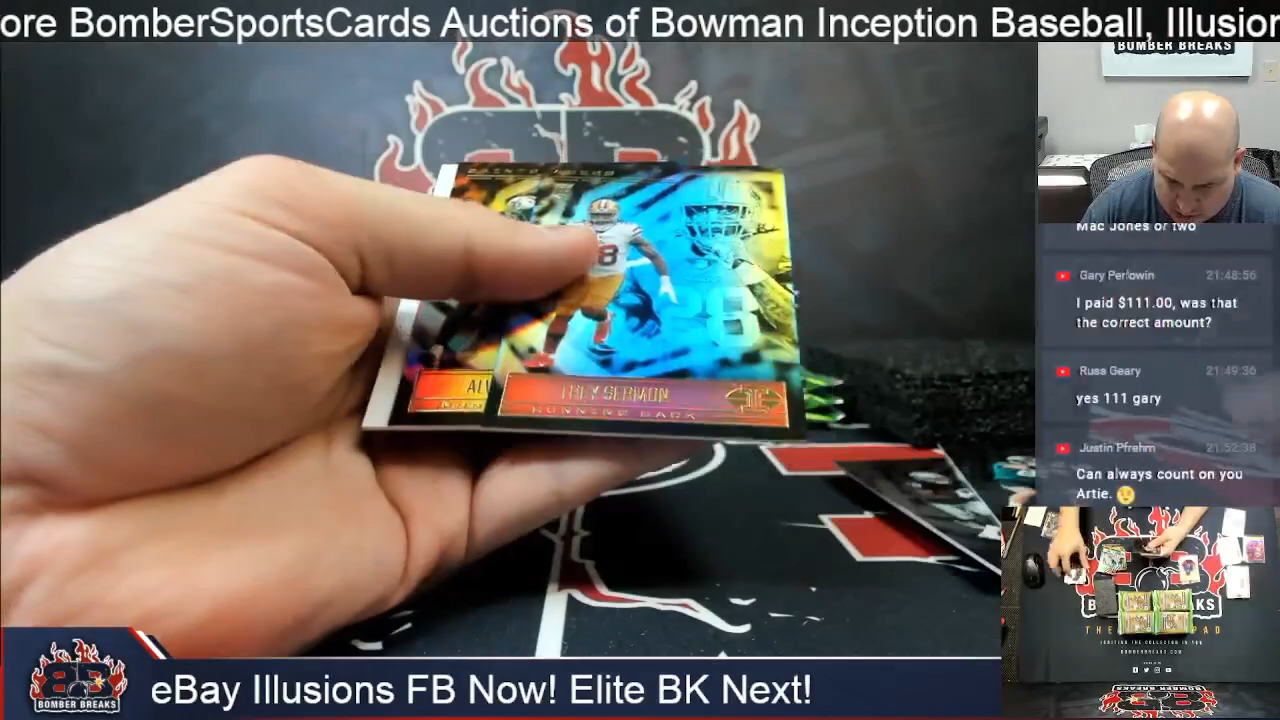 ore BomberSportsCards Auctions of Bowman Inception Baseball, Illusion
BOMBER BREAKS
Mac Jones or two
Gary Perlowin 21:48:56
I paid $111.00, was that
the correct amount?
Russ Geary 21:49:36
yes 111 gary
Justin Pfrehm 21:52:38
Can always count on you
Artie. 😉
28
TREY SERMON
RUNNING BACK
ALV
BOMBER BREAKS
eBay Illusions FB Now! Elite BK Next!